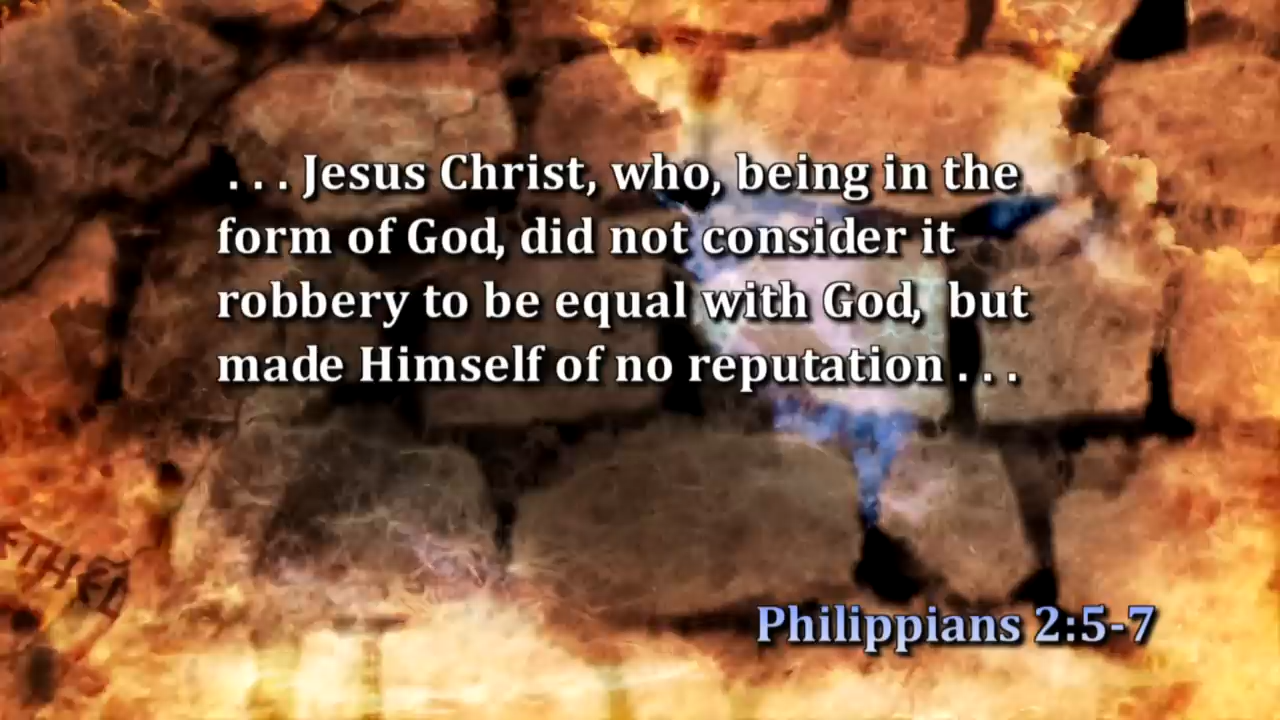 . . . Jesus Christ, who, being in the
form of God, did not consider it
robbery to be equal with God,  but
made Himself of no reputation . . .
Philippians 2:5-7